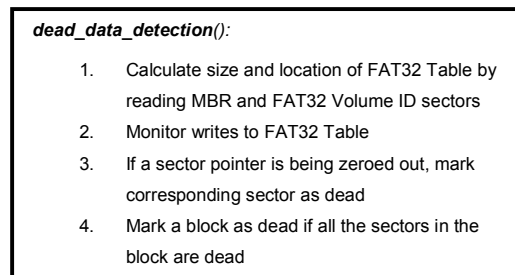 dead_data_detection():
1. Calculate size and location of FAT32 Table by
reading MBR and FAT32 Volume ID sectors
2. Monitor writes to FAT32 Table
3. If a sector pointer is being zeroed out, mark
corresponding sector as dead
4. Mark a block as dead if all the sectors in the
block are dead